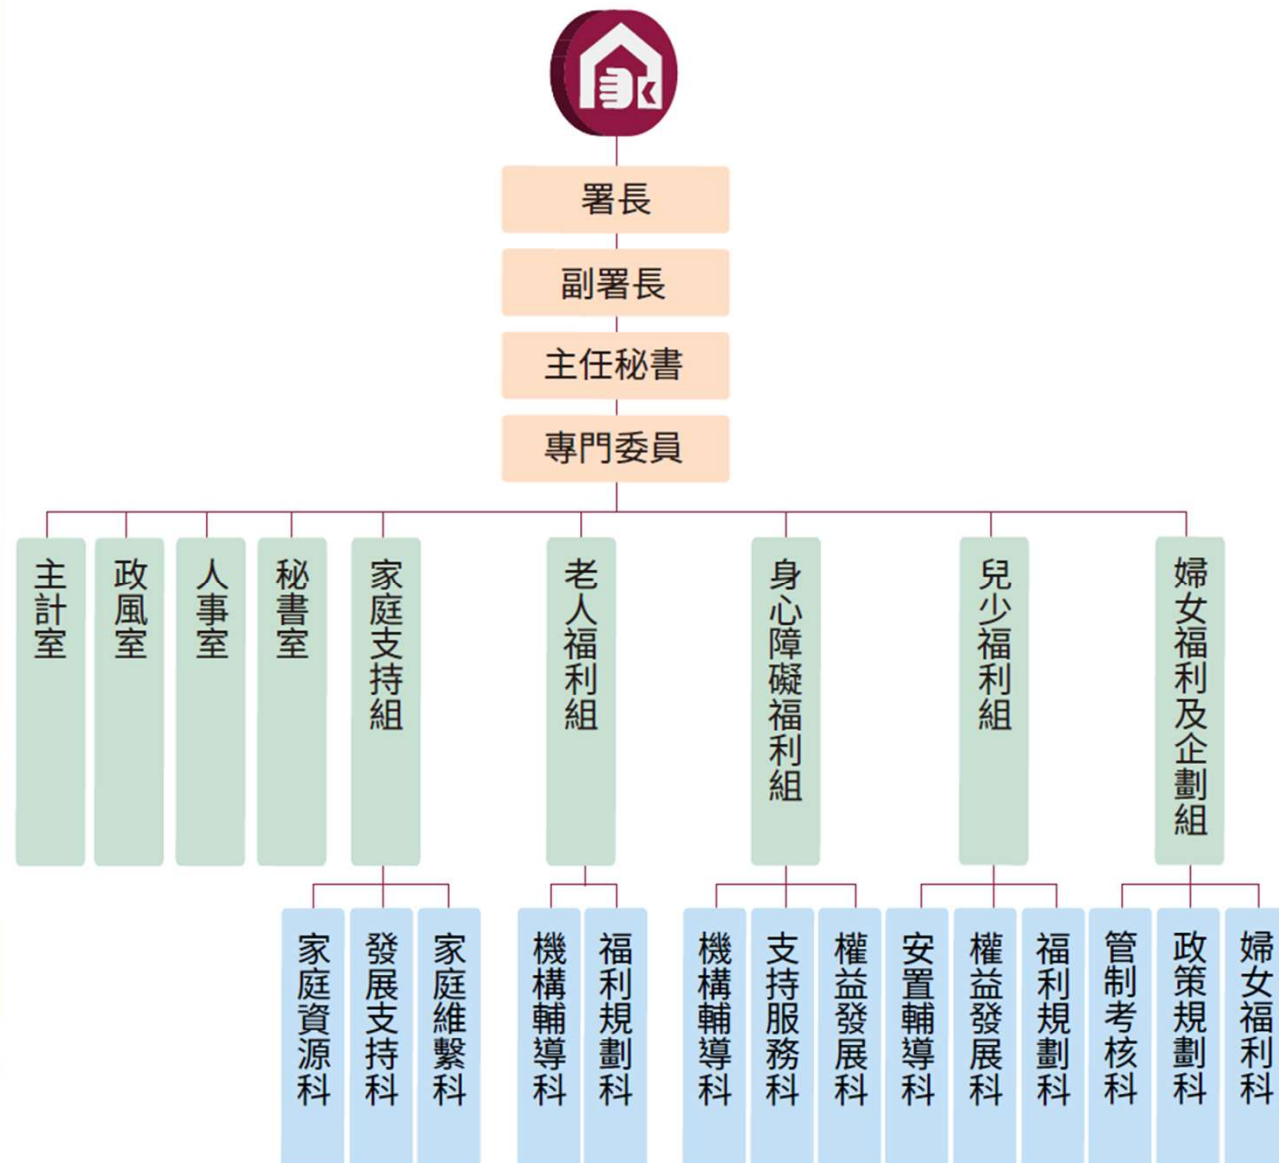 署長
副署長
主任秘書
專門委員
主計室
政風室
人事室
秘書室
家庭支持組
老人福利組
身心障礙福利組
兒少福利組
婦女福利及企劃組
家庭資源科
發展支持科
家庭維繫科
機構輔導科
福利規劃科
機構輔導科
支持服務科
權益發展科
安置輔導科
權益發展科
福利規劃科
管制考核科
政策規劃科
婦女福利科